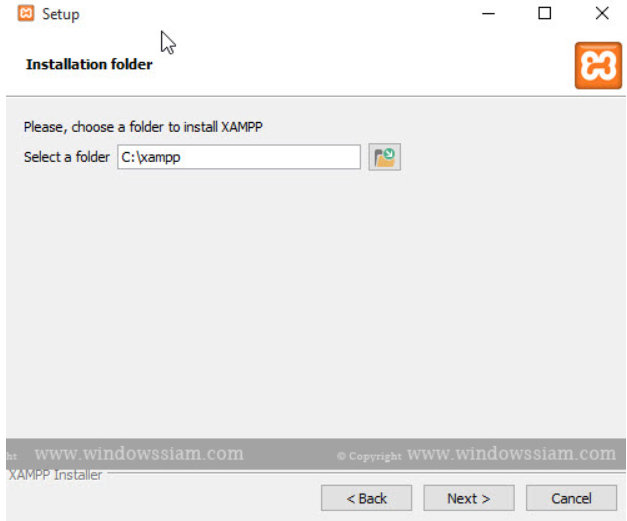 Setup
Installation folder
Please, choose a folder to install XAMPP
Select a folder C:\xampp
ht www.windowssiam.com © Copyright www.windowssiam.com
XAMPP Installer
< Back Next > Cancel